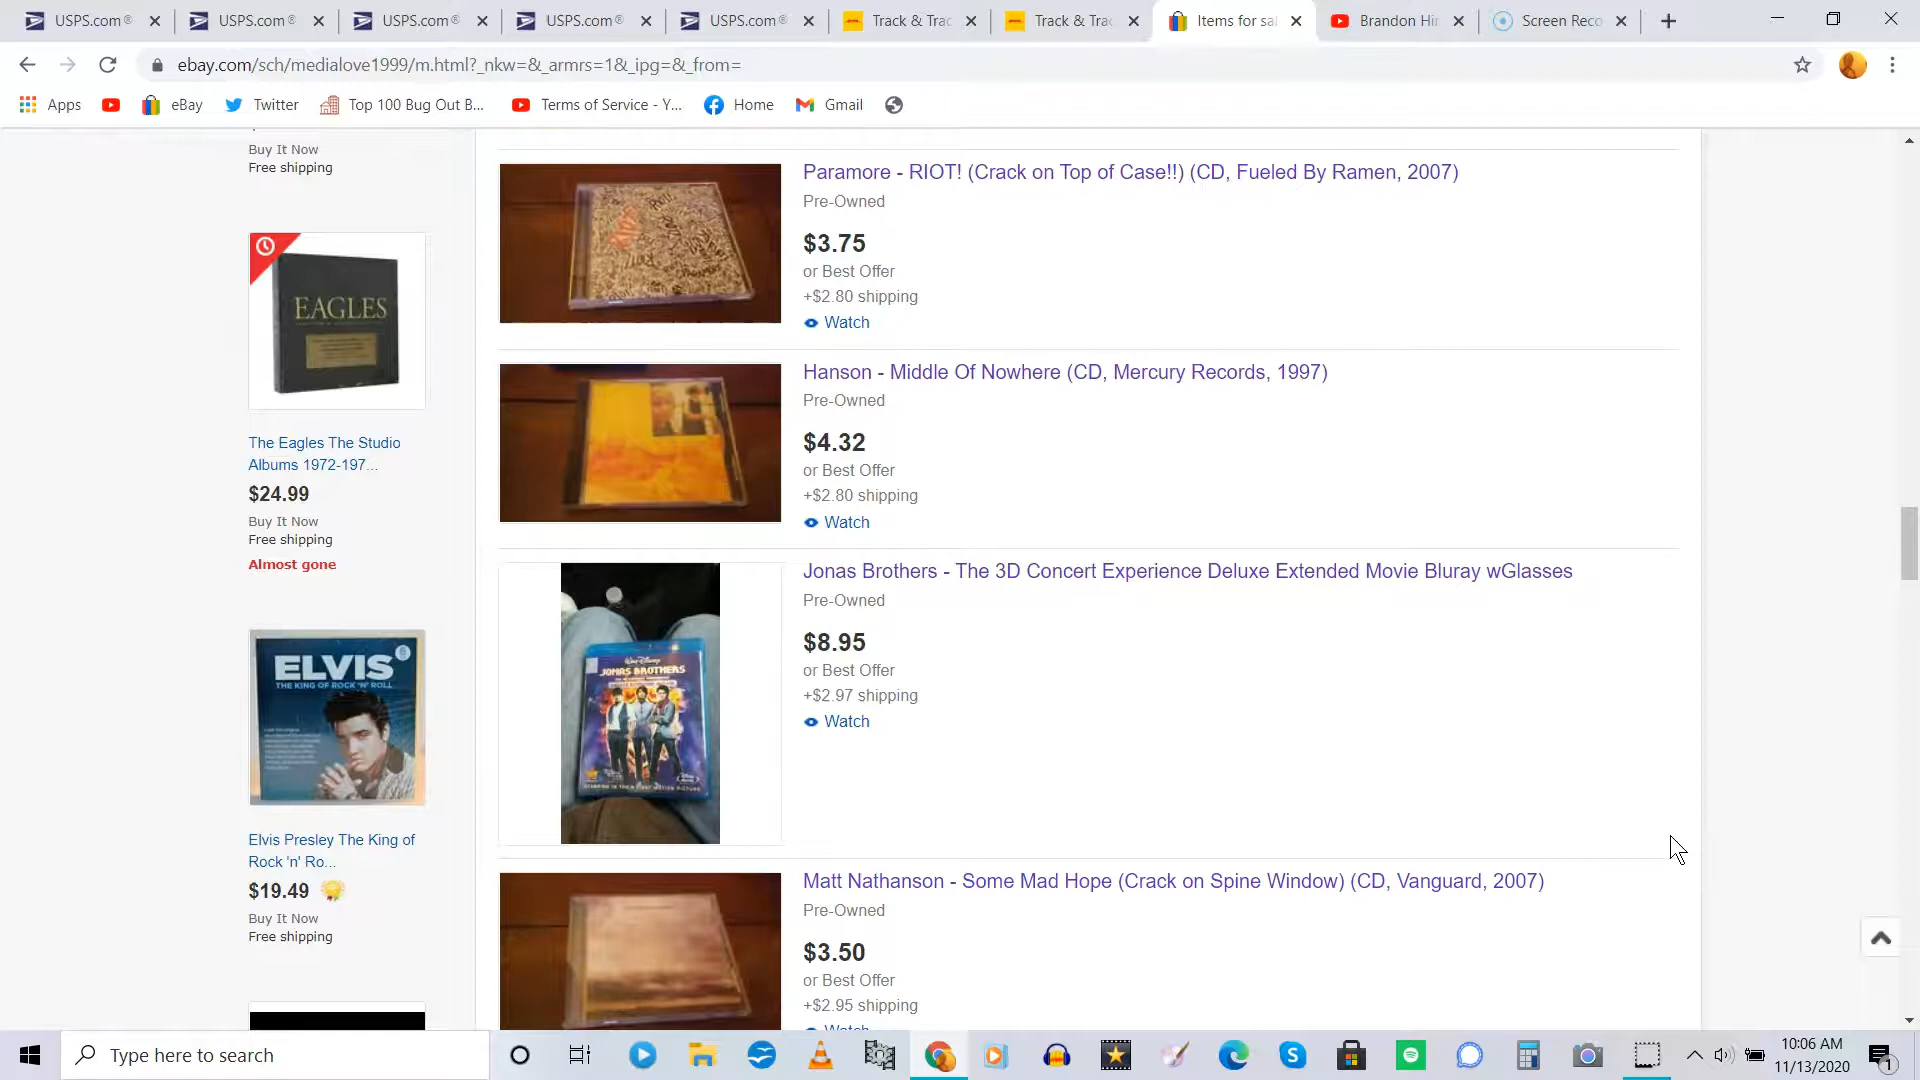 USPS.com®
USPS.com®
USPS.com®
USPS.com®
USPS.com®
Track & Trac
Track & Trac
Items for sal
Brandon Hir
Screen Reco
ebay.com/sch/medialove1999/m.html?_nkw=&_armrs=1&_ipg=&_from=
Apps
eBay
Twitter
Top 100 Bug Out B...
Terms of Service - Y...
Home
Gmail
Buy It Now
Free shipping
EAGLES
The Eagles The Studio
Albums 1972-197...
$24.99
Buy It Now
Free shipping
Almost gone
ELVIS
THE KING OF ROCK 'N' ROLL
Elvis Presley The King of
Rock 'n' Ro...
$19.49
Buy It Now
Free shipping
Paramore - RIOT! (Crack on Top of Case!!) (CD, Fueled By Ramen, 2007)
Pre-Owned
$3.75
or Best Offer
+$2.80 shipping
Watch
Hanson - Middle Of Nowhere (CD, Mercury Records, 1997)
Pre-Owned
$4.32
or Best Offer
+$2.80 shipping
Watch
Jonas Brothers - The 3D Concert Experience Deluxe Extended Movie Bluray wGlasses
Pre-Owned
$8.95
or Best Offer
+$2.97 shipping
Watch
JONAS BROTHERS
Matt Nathanson - Some Mad Hope (Crack on Spine Window) (CD, Vanguard, 2007)
Pre-Owned
$3.50
or Best Offer
+$2.95 shipping
Watch
Type here to search
10:06 AM
11/13/2020
1